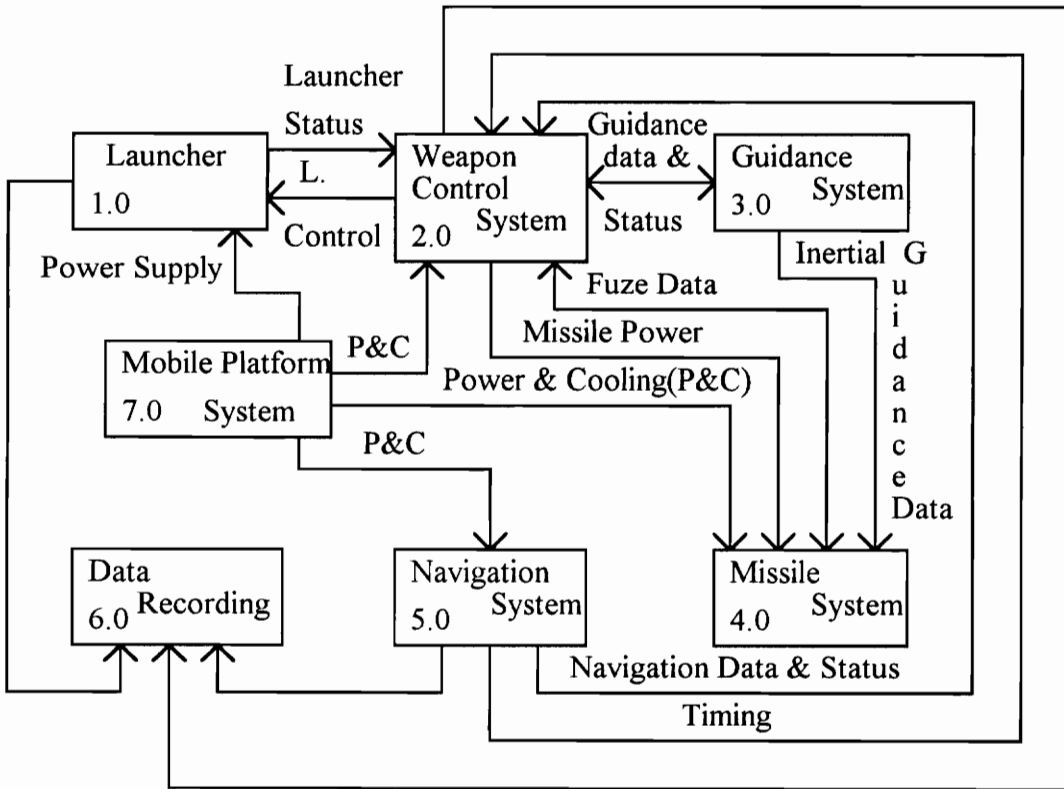 Launcher
Status
Launcher
1.0
L.
Control
Weapon
Control
System
2.0
Guidance
data &
Status
Guidance
System
3.0
Inertial Guidance
Data
Power Supply
Fuze Data
Missile Power
P&C
Power & Cooling(P&C)
Mobile Platform
7.0 System
P&C
Data
Recording
6.0
Navigation
System
5.0
Missile
System
4.0
Navigation Data & Status
Timing